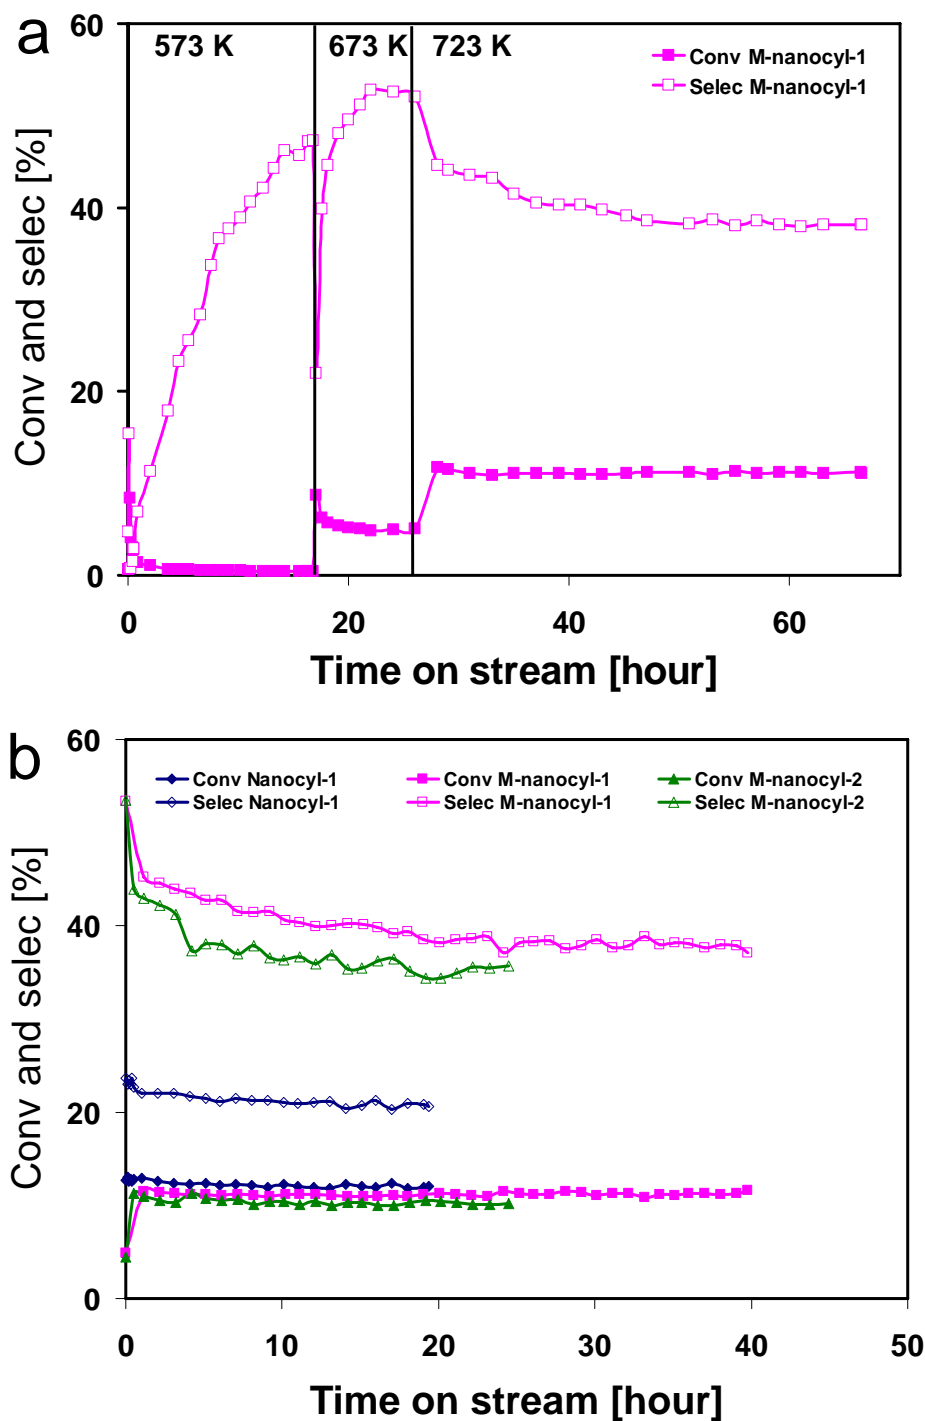 a
60
573 K
673 K
723 K
Conv M-nanocyl-1
Selec M-nanocyl-1
Conv and selec [%]
40
20
0
0
20
40
60
Time on stream [hour]
b
60
Conv Nanocyl-1
Conv M-nanocyl-1
Conv M-nanocyl-2
Selec Nanocyl-1
Selec M-nanocyl-1
Selec M-nanocyl-2
Conv and selec [%]
40
20
0
0
10
20
30
40
50
Time on stream [hour]